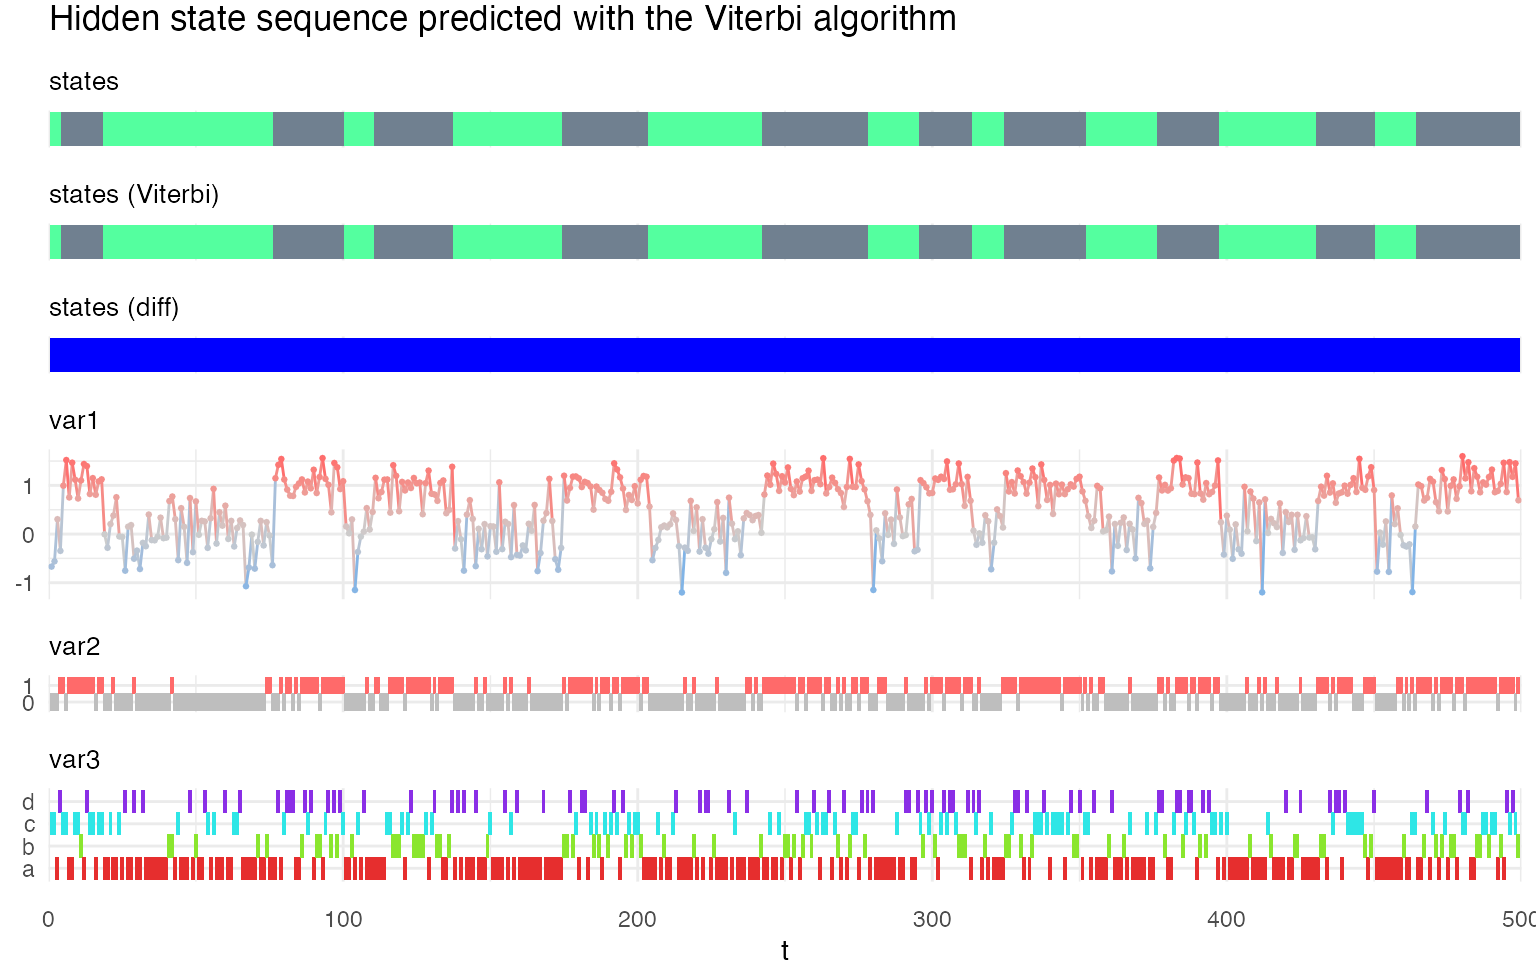 Hidden state sequence predicted with the Viterbi algorithm
states
states (Viterbi)
states (diff)
var1
1
0
-1
var2
1
0
var3
d
c
b
a
0 100 200 300 400 500
t